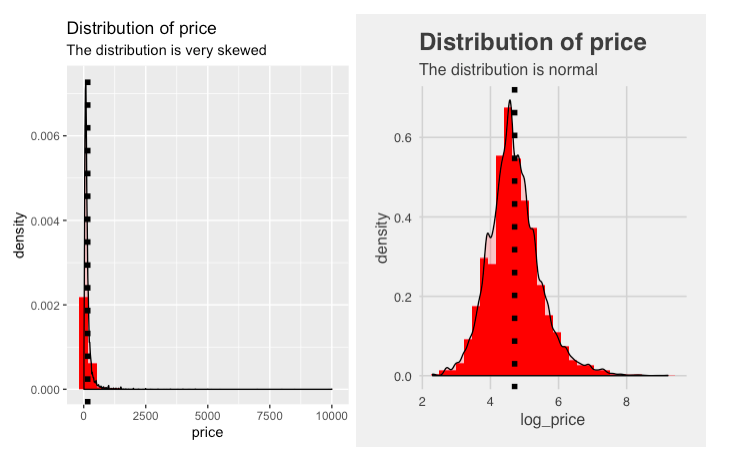 Distribution of price
The distribution is very skewed
density
0.006
0.004
0.002
0.000
0
2500
5000
7500
10000
price
Distribution of price
The distribution is normal
density
0.6
0.4
0.2
0.0
2
4
6
8
log_price